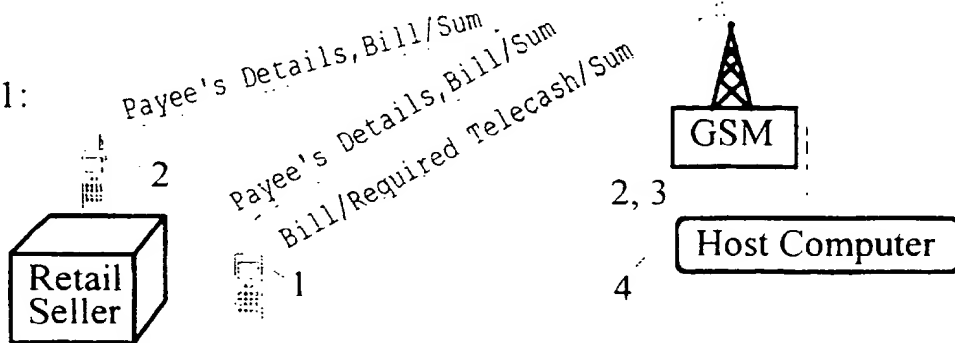 1:
Payee's Details,Bill/Sum
Payee's Details,Bill/Sum
Bill/Required Telecash/Sum
GSM
2
2, 3
Host Computer
Retail
Seller
1
4